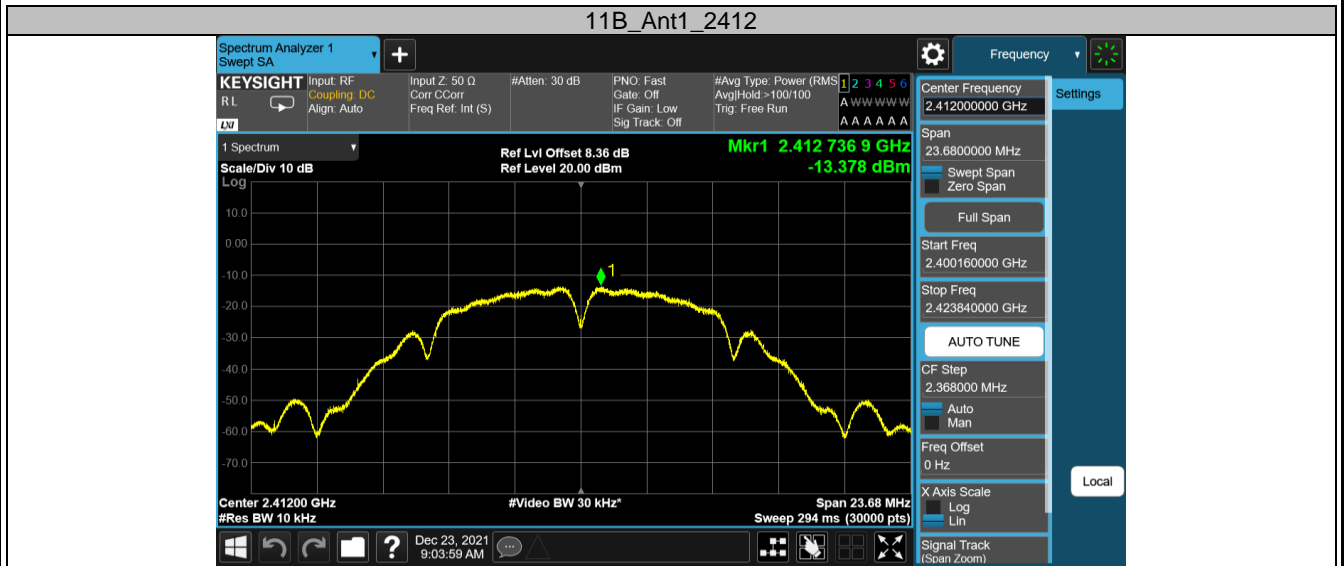 11B_Ant1_2412
Spectrum Analyzer 1
Swept SA
+
Frequency
KEYSIGHT
R L
LXI
Input: RF
Coupling: DC
Align: Auto
Input Z: 50 Ω
Corr CCorr
Freq Ref: Int (S)
#Atten: 30 dB
PNO: Fast
Gate: Off
IF Gain: Low
Sig Track: Off
#Avg Type: Power (RMS
Avg|Hold:>100/100
Trig: Free Run
1 2 3 4 5 6
A W W W W W
A A A A A A
1 Spectrum
Scale/Div 10 dB
Log
Ref Lvl Offset 8.36 dB
Ref Level 20.00 dBm
Mkr1 2.412 736 9 GHz
-13.378 dBm
10.0
0.00
-10.0
-20.0
-30.0
-40.0
-50.0
-60.0
-70.0
1
Center 2.41200 GHz
#Res BW 10 kHz
#Video BW 30 kHz*
Span 23.68 MHz
Sweep 294 ms (30000 pts)
?
Dec 23, 2021
9:03:59 AM
Center Frequency
2.412000000 GHz
Settings
Span
23.6800000 MHz
Swept Span
Zero Span
Full Span
Start Freq
2.400160000 GHz
Stop Freq
2.423840000 GHz
AUTO TUNE
CF Step
2.368000 MHz
Auto
Man
Freq Offset
0 Hz
X Axis Scale
Log
Lin
Local
Signal Track
(Span Zoom)